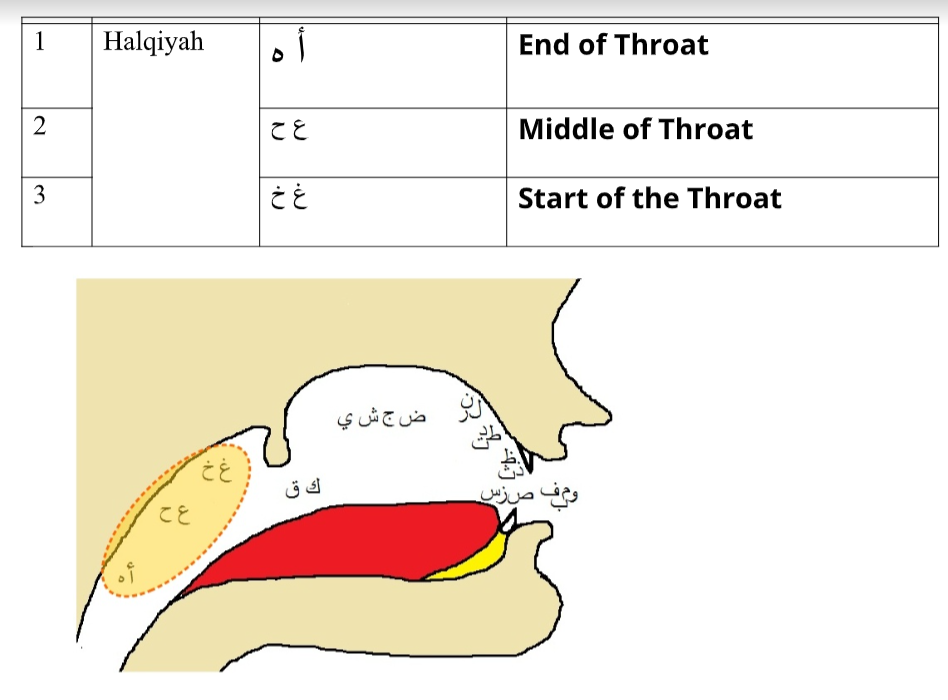 1 Halqiyah أ ه End of Throat
2 ع ح Middle of Throat
3 غ خ Start of the Throat
ض ج ش ي
ل ر ن
ط د ت
ظ ذ ث
غ خ
ك ق
ص ز س
و م ب ف
ع ح
أ ه